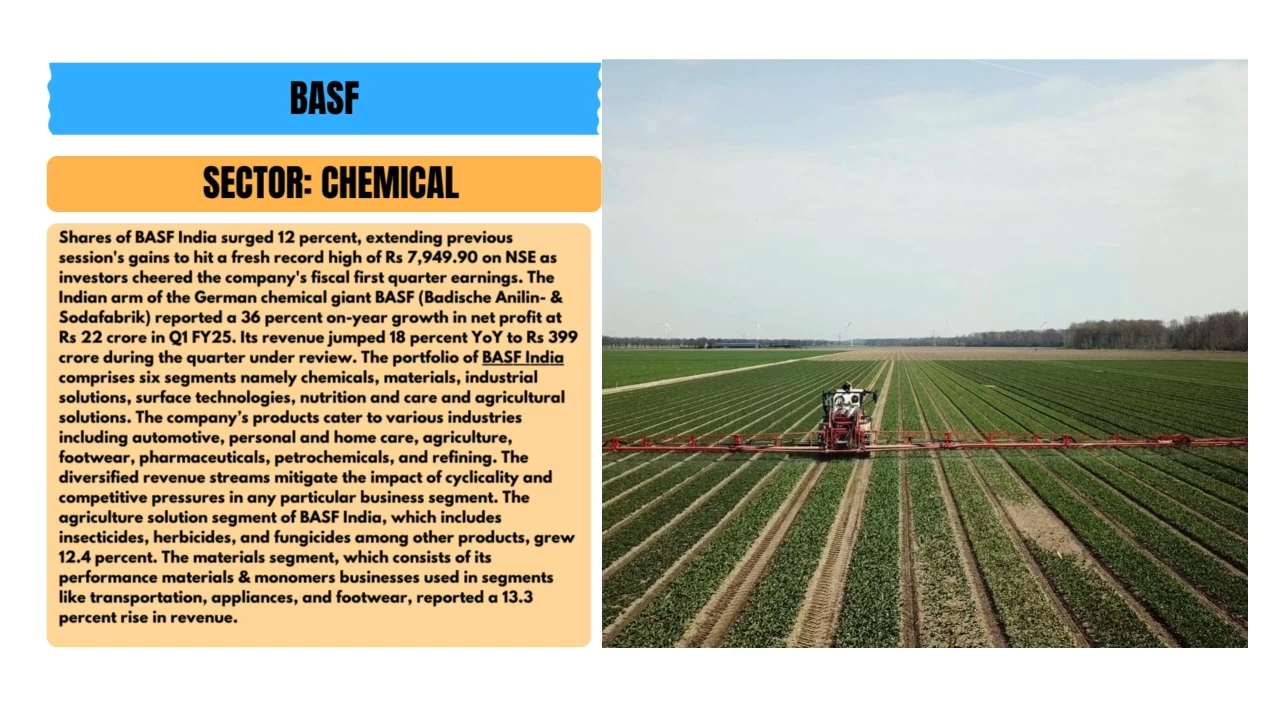 BASF
SECTOR: CHEMICAL
Shares of BASF India surged 12 percent, extending previous
session's gains to hit a fresh record high of Rs 7,949.90 on NSE as
investors cheered the company's fiscal first quarter earnings. The
Indian arm of the German chemical giant BASF (Badische Anilin- &
Sodafabrik) reported a 36 percent on-year growth in net profit at
Rs 22 crore in Q1 FY25. Its revenue jumped 18 percent YoY to Rs 399
crore during the quarter under review. The portfolio of BASF India
comprises six segments namely chemicals, materials, industrial
solutions, surface technologies, nutrition and care and agricultural
solutions. The company's products cater to various industries
including automotive, personal and home care, agriculture,
footwear, pharmaceuticals, petrochemicals, and refining. The
diversified revenue streams mitigate the impact of cyclicality and
competitive pressures in any particular business segment. The
agriculture solution segment of BASF India, which includes
insecticides, herbicides, and fungicides among other products, grew
12.4 percent. The materials segment, which consists of its
performance materials & monomers businesses used in segments
like transportation, appliances, and footwear, reported a 13.3
percent rise in revenue.